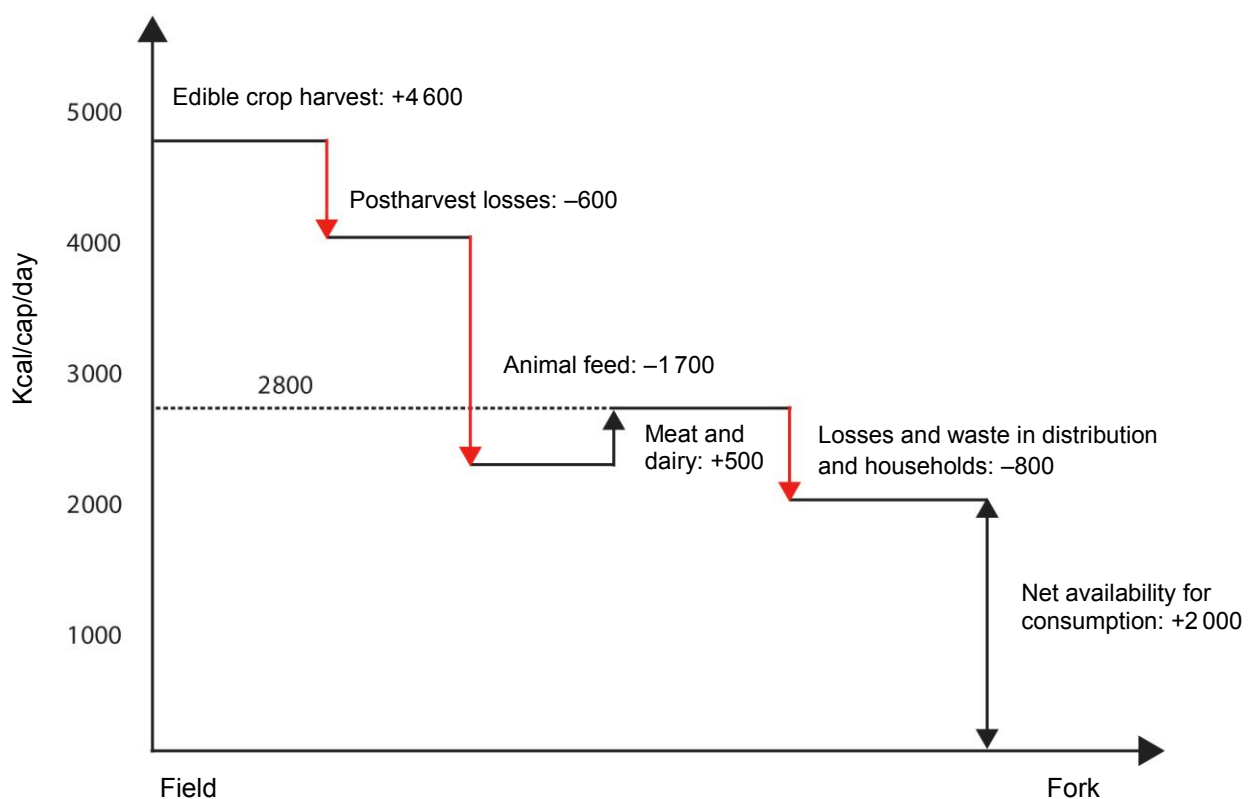 Edible crop harvest: +4 600
5000
Postharvest losses: –600
4000
Kcal/cap/day
Animal feed: –1 700
3000
2800
Meat and
dairy: +500
Losses and waste in distribution
and households: –800
2000
Net availability for
consumption: +2 000
1000
Field
Fork